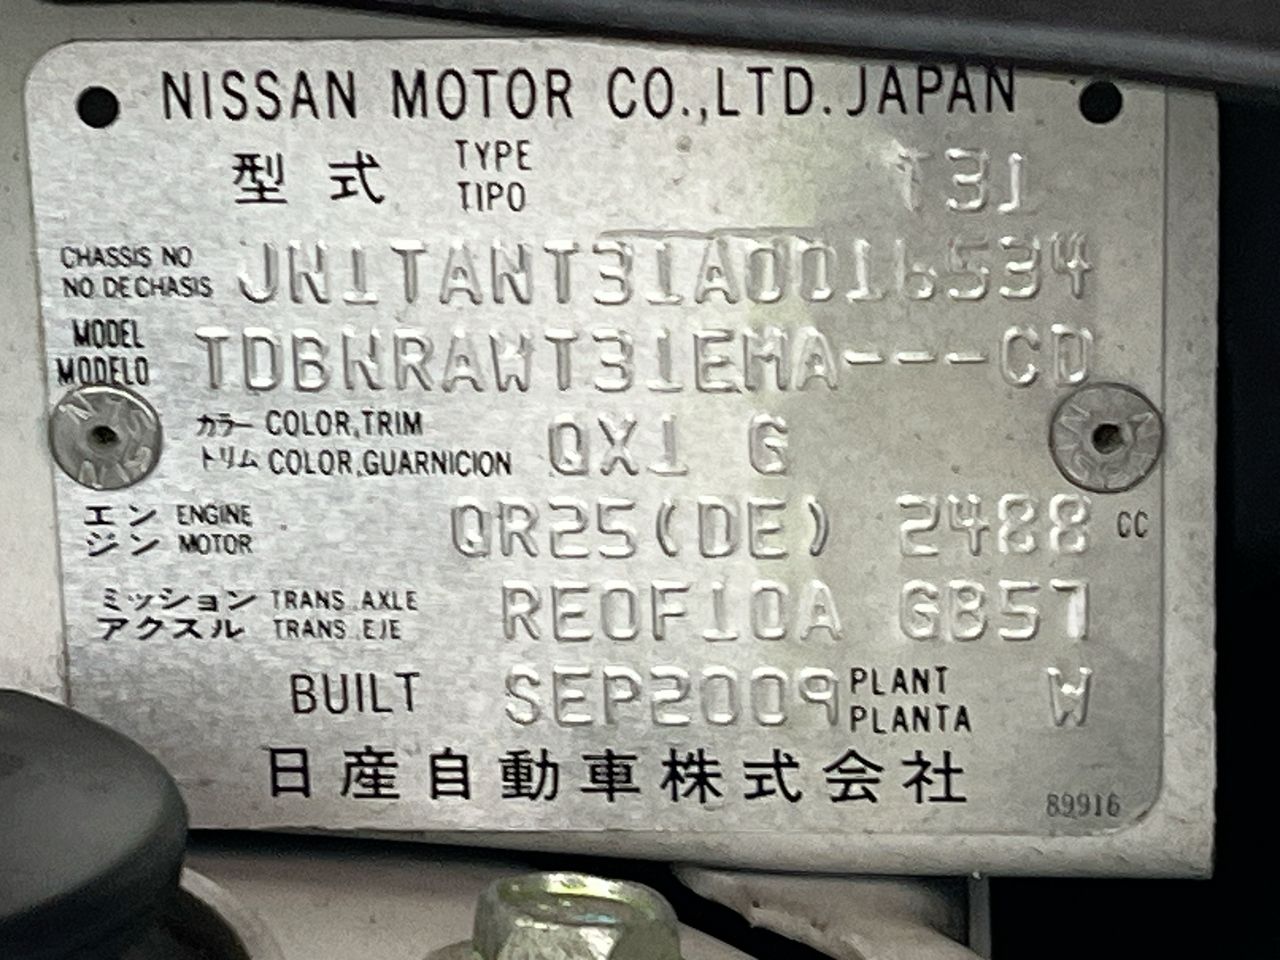 NISSAN MOTOR CO.,LTD.JAPAN
型式 TYPE TIPO T31
CHASSIS NO NO DE CHASIS JN1TANT31A0016534
MODEL MODELO TDBNRAWT31EMA---CD
カラー COLOR,TRIM
トリム COLOR,GUARNICION QX1 G
エンジン ENGINE MOTOR QR25(DE) 2488 CC
ミッション TRANS.AXLE
アクスル TRANS.EJE RE0F10A GB57
BUILT SEP2009 PLANT PLANTA W
日産自動車株式会社
89916